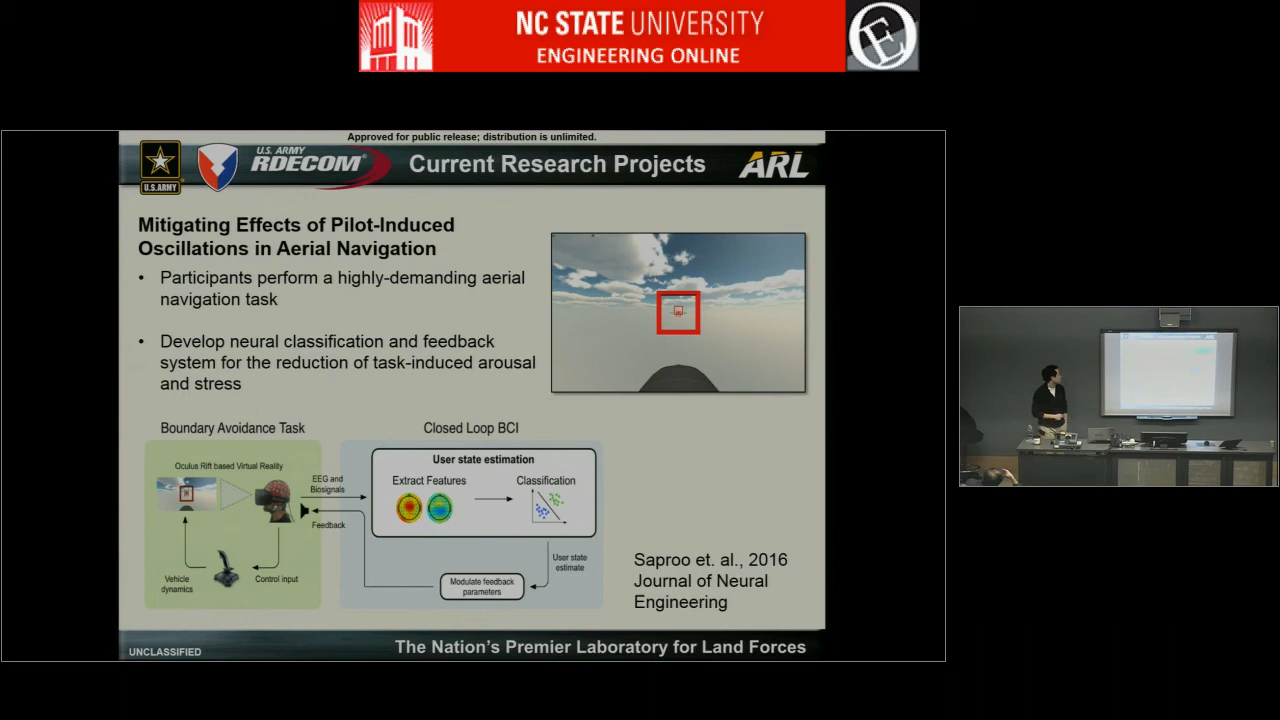 NC STATE UNIVERSITY
ENGINEERING ONLINE
E
Approved for public release; distribution is unlimited.
U.S. ARMY
U.S. ARMY
RDECOM®
Current Research Projects
ARL
Mitigating Effects of Pilot-Induced
Oscillations in Aerial Navigation
• Participants perform a highly-demanding aerial
navigation task
• Develop neural classification and feedback
system for the reduction of task-induced arousal
and stress
Boundary Avoidance Task
Closed Loop BCI
Oculus Rift based Virtual Reality
EEG and
Biosignals
Feedback
Vehicle
dynamics
Control input
User state estimation
Extract Features
Classification
User state
estimate
Modulate feedback
parameters
Saproo et. al., 2016
Journal of Neural
Engineering
UNCLASSIFIED
The Nation's Premier Laboratory for Land Forces